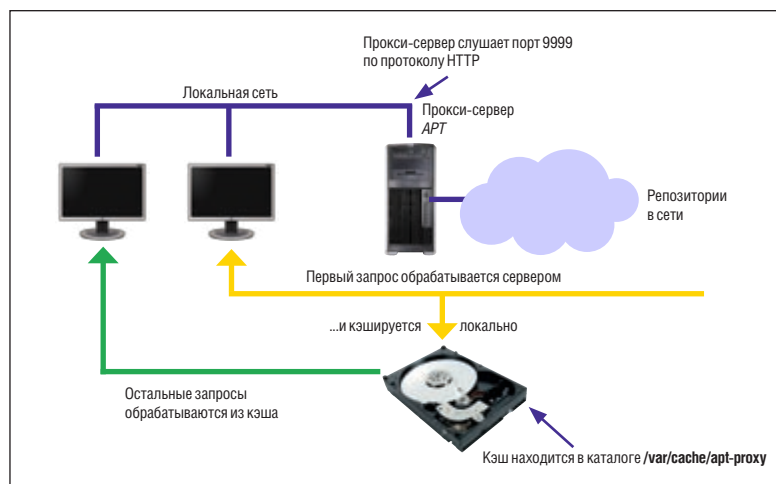 Прокси-сервер слушает порт 9999
по протоколу HTTP
Локальная сеть
Прокси-сервер
APT
Репозитории
в сети
Первый запрос обрабатывается сервером
...и кэшируется
локально
Остальные запросы
обрабатываются из кэша
Кэш находится в каталоге /var/cache/apt-proxy